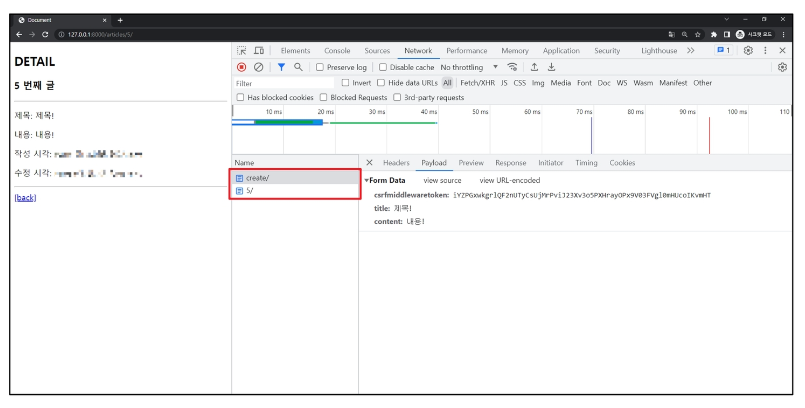 Document
127.0.0.1:8000/articles/5/
시크릿 모드
DETAIL
5 번째 글
제목: 제목!
내용: 내용!
작성 시각:
수정 시각:
[back]
Elements Console Sources Network Performance Memory Application Security Lighthouse 1
Preserve log Disable cache No throttling
Filter Invert Hide data URLs All Fetch/XHR JS CSS Img Media Font Doc WS Wasm Manifest Other
Has blocked cookies Blocked Requests 3rd-party requests
10 ms 20 ms 30 ms 40 ms 50 ms 60 ms 70 ms 80 ms 90 ms 100 ms 110
Name
create/
5/
Headers Payload Preview Response Initiator Timing Cookies
Form Data view source view URL-encoded
csrfmiddlewaretoken:
title: 제목!
content: 내용!